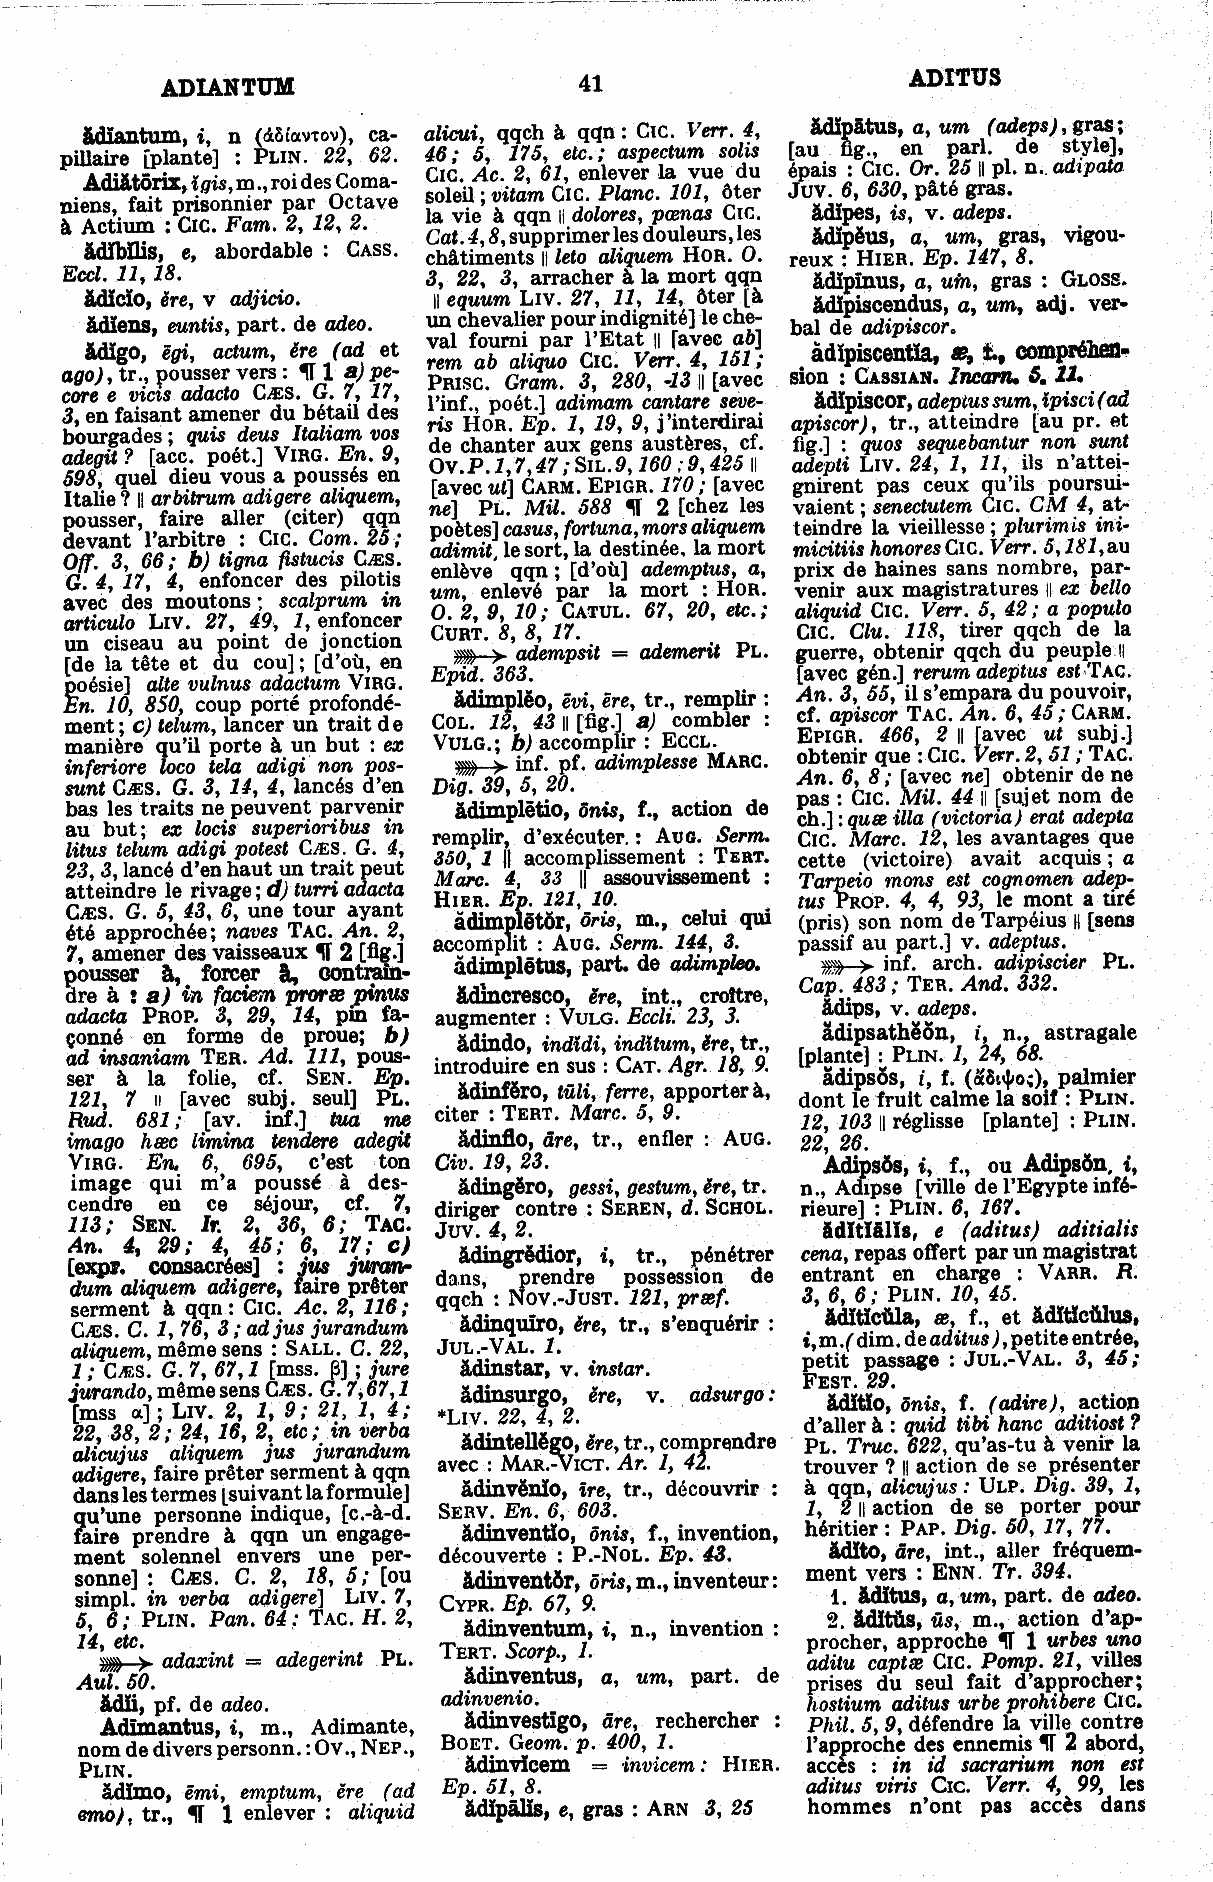 ADIANTUM
41
ADITUS
ădĭantum, i, n (ἀδίαντον), ca-
pillaire [plante] : PLIN. 22, 62.
Adiătŏrix, ĭgis, m., roi des Coma-
niens, fait prisonnier par Octave
à Actium : CIC. Fam. 2, 12, 2.
ădĭbĭlis, e, abordable : CASS.
Eccl. 11, 18.
ădĭcĭo, ĕre, v adjicio.
ădĭens, euntis, part. de adeo.
ădĭgo, ēgi, actum, ĕre (ad et
ago), tr., pousser vers : ¶ 1 a) pe-
core e vicis adacto CÆS. G. 7, 17,
3, en faisant amener du bétail des
bourgades ; quis deus Italiam vos
adegit ? [acc. poét.] VIRG. En. 9,
598, quel dieu vous a poussés en
Italie ? || arbitrum adigere aliquem,
pousser, faire aller (citer) qqn
devant l'arbitre : CIC. Com. 25 ;
Off. 3, 66 ; b) tigna fistucis CÆS.
G. 4, 17, 4, enfoncer des pilotis
avec des moutons ; scalprum in
articulo LIV. 27, 49, 1, enfoncer
un ciseau au point de jonction
[de la tête et du cou] ; [d'où, en
poésie] alte vulnus adactum VIRG.
En. 10, 850, coup porté profondé-
ment ; c) telum, lancer un trait de
manière qu'il porte à un but : ex
inferiore loco tela adigi non pos-
sunt CÆS. G. 3, 14, 4, lancés d'en
bas les traits ne peuvent parvenir
au but ; ex locis superioribus in
litus telum adigi potest CÆS. G. 4,
23, 3, lancé d'en haut un trait peut
atteindre le rivage ; d) turri adacta
CÆS. G. 5, 43, 6, une tour ayant
été approchée ; naves TAC. An. 2,
7, amener des vaisseaux ¶ 2 [fig.]
pousser à, forcer à, contrain-
dre à : a) in faciem proræ pinus
adacta PROP. 3, 29, 14, pin fa-
çonné en forme de proue; b)
ad insaniam TER. Ad. 111, pous-
ser à la folie, cf. SEN. Ep.
121, 7 || [avec subj. seul] PL.
Rud. 681 ; [av. inf.] tua me
imago hæc limina tendere adegit
VIRG. En. 6, 695, c'est ton
image qui m'a poussé à des-
cendre en ce séjour, cf. 7,
113 ; SEN. Ir. 2, 36, 6 ; TAC.
An. 4, 29 ; 4, 45 ; 6, 17 ; c)
[expr. consacrées] : jus juran-
dum aliquem adigere, faire prêter
serment à qqn : CIC. Ac. 2, 116 ;
CÆS. C. 1, 76, 3 ; ad jus jurandum
aliquem, même sens : SALL. C. 22,
1 ; CÆS. G. 7, 67, 1 [mss. β] ; jure
jurando, même sens CÆS. G. 7, 67, 1
[mss α] ; LIV. 2, 1, 9 ; 21, 1, 4 ;
22, 38, 2 ; 24, 16, 2, etc ; in verba
alicujus aliquem jus jurandum
adigere, faire prêter serment à qqn
dans les termes [suivant la formule]
qu'une personne indique, [c.-à-d.
faire prendre à qqn un engage-
ment solennel envers une per-
sonne] : CÆS. C. 2, 18, 5 ; [ou
simpl. in verba adigere] LIV. 7,
5, 6 ; PLIN. Pan. 64 ; TAC. H. 2,
14, etc.
»»→ adaxint = adegerint PL.
Aul. 50.
ădĭi, pf. de adeo.
Adīmantus, i, m., Adimante,
nom de divers personn. : OV., NEP.,
PLIN.
ădĭmo, ēmi, emptum, ĕre (ad
emo), tr., ¶ 1 enlever : aliquid
alicui, qqch à qqn : CIC. Verr. 4,
46 ; 5, 175, etc. ; aspectum solis
CIC. Ac. 2, 61, enlever la vue du
soleil ; vitam CIC. Planc. 101, ôter
la vie à qqn || dolores, pœnas CIC.
Cat. 4, 8, supprimer les douleurs, les
châtiments || leto aliquem HOR. O.
3, 22, 3, arracher à la mort qqn
|| equum LIV. 27, 11, 14, ôter [à
un chevalier pour indignité] le che-
val fourni par l'Etat || [avec ab]
rem ab aliquo CIC. Verr. 4, 151 ;
PRISC. Gram. 3, 280, -13 || [avec
l'inf., poét.] adimam cantare seve-
ris HOR. Ep. 1, 19, 9, j'interdirai
de chanter aux gens austères, cf.
OV. P. 1, 7, 47 ; SIL. 9, 160 ; 9, 425 ||
[avec ut] CARM. EPIGR. 170 ; [avec
ne] PL. Mil. 588 ¶ 2 [chez les
poètes] casus, fortuna, mors aliquem
adimit, le sort, la destinée, la mort
enlève qqn ; [d'où] ademptus, a,
um, enlevé par la mort : HOR.
O. 2, 9, 10 ; CATUL. 67, 20, etc. ;
CURT. 8, 8, 17.
»»→ adempsit = ademerit PL.
Epid. 363.
ădimplĕo, ēvi, ēre, tr., remplir :
COL. 12, 43 || [fig.] a) combler :
VULG.; b) accomplir : ECCL.
»»→ inf. pf. adimplesse MARC.
Dig. 39, 5, 20.
ădimplētio, ōnis, f., action de
remplir, d'exécuter. : AUG. Serm.
350, 1 || accomplissement : TERT.
Marc. 4, 33 || assouvissement :
HIER. Ep. 121, 10.
ădimplētŏr, ōris, m., celui qui
accomplit : AUG. Serm. 144, 3.
ădimplētus, part. de adimpleo.
ădincresco, ĕre, int., croître,
augmenter : VULG. Eccli. 23, 3.
ădindo, indĭdi, indĭtum, ĕre, tr.,
introduire en sus : CAT. Agr. 18, 9.
ădinfĕro, tŭli, ferre, apporter à,
citer : TERT. Marc. 5, 9.
ădinflo, āre, tr., enfler : AUG.
Civ. 19, 23.
ădingĕro, gessi, gestum, ĕre, tr.
diriger contre : SEREN, d. SCHOL.
JUV. 4, 2.
ădingrĕdior, i, tr., pénétrer
dans, prendre possession de
qqch : NOV.-JUST. 121, præf.
ădinquīro, ĕre, tr., s'enquérir :
JUL.-VAL. 1.
ădinstar, v. instar.
ădinsurgo, ĕre, v. adsurgo :
*LIV. 22, 4, 2.
ădintellĕgo, ĕre, tr., comprendre
avec : MAR.-VICT. Ar. 1, 42.
ădinvĕnĭo, īre, tr., découvrir :
SERV. En. 6, 603.
ădinventĭo, ōnis, f., invention,
découverte : P.-NOL. Ep. 43.
ădinventŏr, ōris, m., inventeur :
CYPR. Ep. 67, 9.
ădinventum, i, n., invention :
TERT. Scorp., 1.
ădinventus, a, um, part. de
adinvenio.
ădinvestīgo, āre, rechercher :
BOET. Geom. p. 400, 1.
ădinvĭcem = invicem : HIER.
Ep. 51, 8.
ădĭpālis, e, gras : ARN 3, 25
ădĭpātus, a, um (adeps), gras ;
[au fig., en parl. de style],
épais : CIC. Or. 25 || pl. n. adipata
JUV. 6, 630, pâté gras.
ădĭpes, is, v. adeps.
ădĭpĕus, a, um, gras, vigou-
reux : HIER. Ep. 147, 8.
ădĭpīnus, a, um, gras : GLOSS.
ădĭpiscendus, a, um, adj. ver-
bal de adipiscor.
ădĭpiscentĭa, æ, f., compréhen-
sion : CASSIAN. Incarn. 5. 11.
ădĭpiscor, adeptus sum, ipisci (ad
apiscor), tr., atteindre [au pr. et
fig.] : quos sequebantur non sunt
adepti LIV. 24, 1, 11, ils n'attei-
gnirent pas ceux qu'ils poursui-
vaient ; senectutem CIC. CM 4, at-
teindre la vieillesse ; plurimis ini-
micitiis honores CIC. Verr. 5, 181, au
prix de haines sans nombre, par-
venir aux magistratures || ex bello
aliquid CIC. Verr. 5, 42 ; a populo
CIC. Clu. 118, tirer qqch de la
guerre, obtenir qqch du peuple ||
[avec gén.] rerum adeptus est TAC.
An. 3, 55, il s'empara du pouvoir,
cf. apiscor TAC. An. 6, 45 ; CARM.
EPIGR. 466, 2 || [avec ut subj.]
obtenir que : CIC. Verr. 2, 51 ; TAC.
An. 6, 8 ; [avec ne] obtenir de ne
pas : CIC. Mil. 44 || [sujet nom de
ch.] : quæ illa (victoria) erat adepta
CIC. Marc. 12, les avantages que
cette (victoire) avait acquis ; a
Tarpeio mons est cognomen adep-
tus PROP. 4, 4, 93, le mont a tiré
(pris) son nom de Tarpéius || [sens
passif au part.] v. adeptus.
»»→ inf. arch. adipiscier PL.
Cap. 483 ; TER. And. 332.
ădips, v. adeps.
ădipsathĕŏn, i, n., astragale
[plante] : PLIN. 1, 24, 68.
ădipsŏs, i, f. (ἄδιψος), palmier
dont le fruit calme la soif : PLIN.
12, 103 || réglisse [plante] : PLIN.
22, 26.
Adipsŏs, i, f., ou Adipsŏn, i,
n., Adipse [ville de l'Egypte infé-
rieure] : PLIN. 6, 167.
ădĭtĭālis, e (aditus) aditialis
cena, repas offert par un magistrat
entrant en charge : VARR. R.
3, 6, 6 ; PLIN. 10, 45.
ădĭtĭcŭla, æ, f., et ădĭtĭcŭlus,
i, m. (dim. de aditus), petite entrée,
petit passage : JUL.-VAL. 3, 45 ;
FEST. 29.
ădĭtĭo, ōnis, f. (adire), action
d'aller à : quid tibi hanc aditiost ?
PL. Truc. 622, qu'as-tu à venir la
trouver ? || action de se présenter
à qqn, alicujus : ULP. Dig. 39, 1,
1, 2 || action de se porter pour
héritier : PAP. Dig. 50, 17, 77.
ădĭto, āre, int., aller fréquem-
ment vers : ENN. Tr. 394.
1. ădĭtus, a, um, part. de adeo.
2. ădĭtŭs, ūs, m., action d'ap-
procher, approche ¶ 1 urbes uno
aditu captæ CIC. Pomp. 21, villes
prises du seul fait d'approcher ;
hostium aditus urbe prohibere CIC.
Phil. 5, 9, défendre la ville contre
l'approche des ennemis ¶ 2 abord,
accès : in id sacrarium non est
aditus viris CIC. Verr. 4, 99, les
hommes n'ont pas accès dans